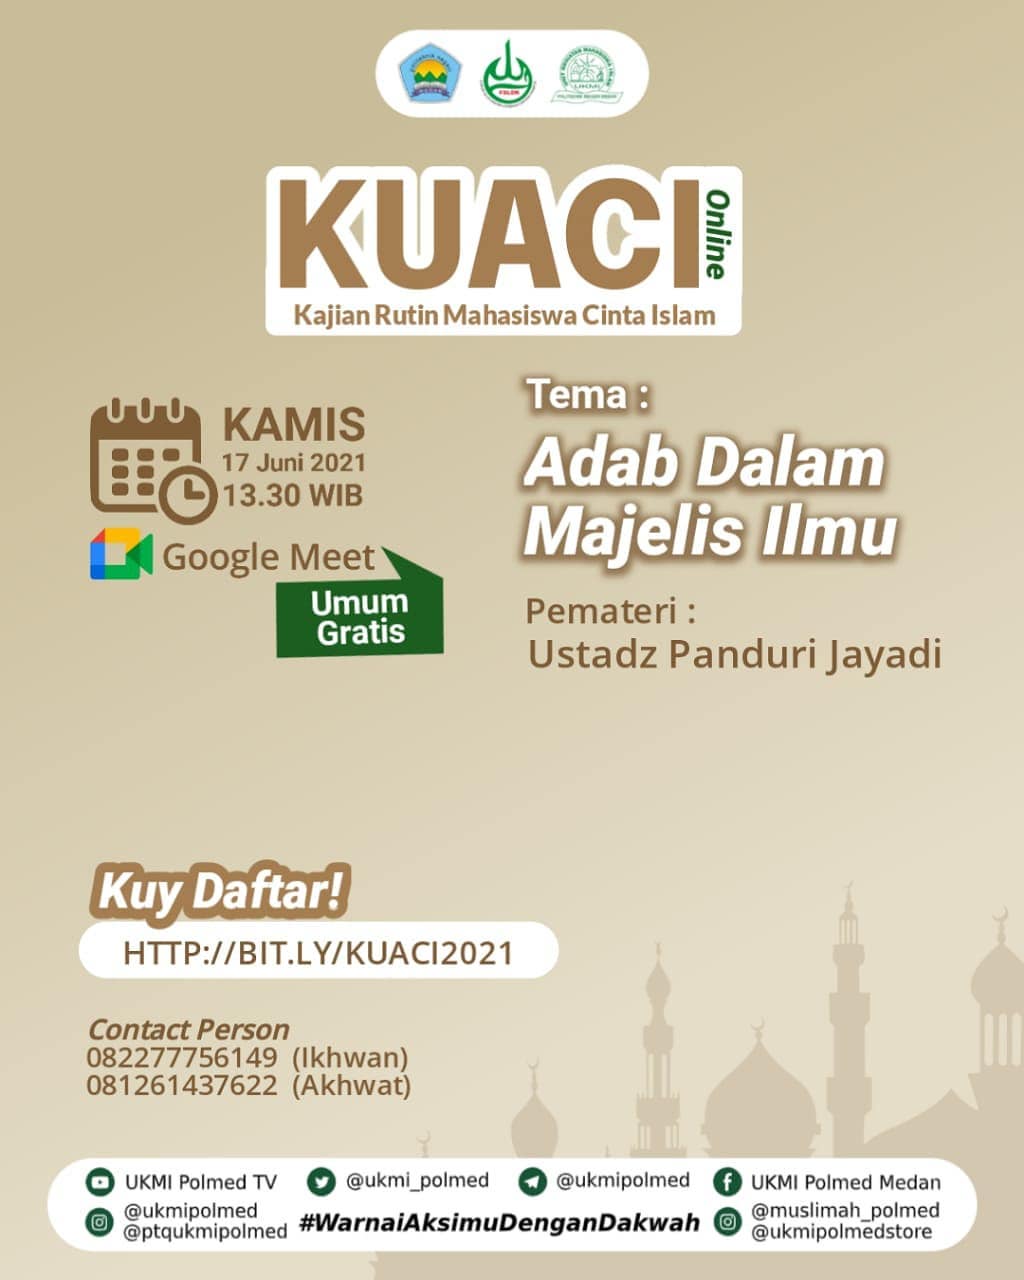 FSLDK
UKMI
KUACI
Online
Kajian Rutin Mahasiswa Cinta Islam
KAMIS
17 Juni 2021
13.30 WIB
Google Meet
Umum
Gratis
Tema :
Adab Dalam
Majelis Ilmu
Pemateri :
Ustadz Panduri Jayadi
Kuy Daftar!
HTTP://BIT.LY/KUACI2021
Contact Person
082277756149 (Ikhwan)
081261437622 (Akhwat)
UKMI Polmed TV
@ukmi_polmed
@ukmipolmed
UKMI Polmed Medan
@ukmipolmed
@ptqukmipolmed
#WarnaiAksimuDenganDakwah
@muslimah_polmed
@ukmipolmedstore